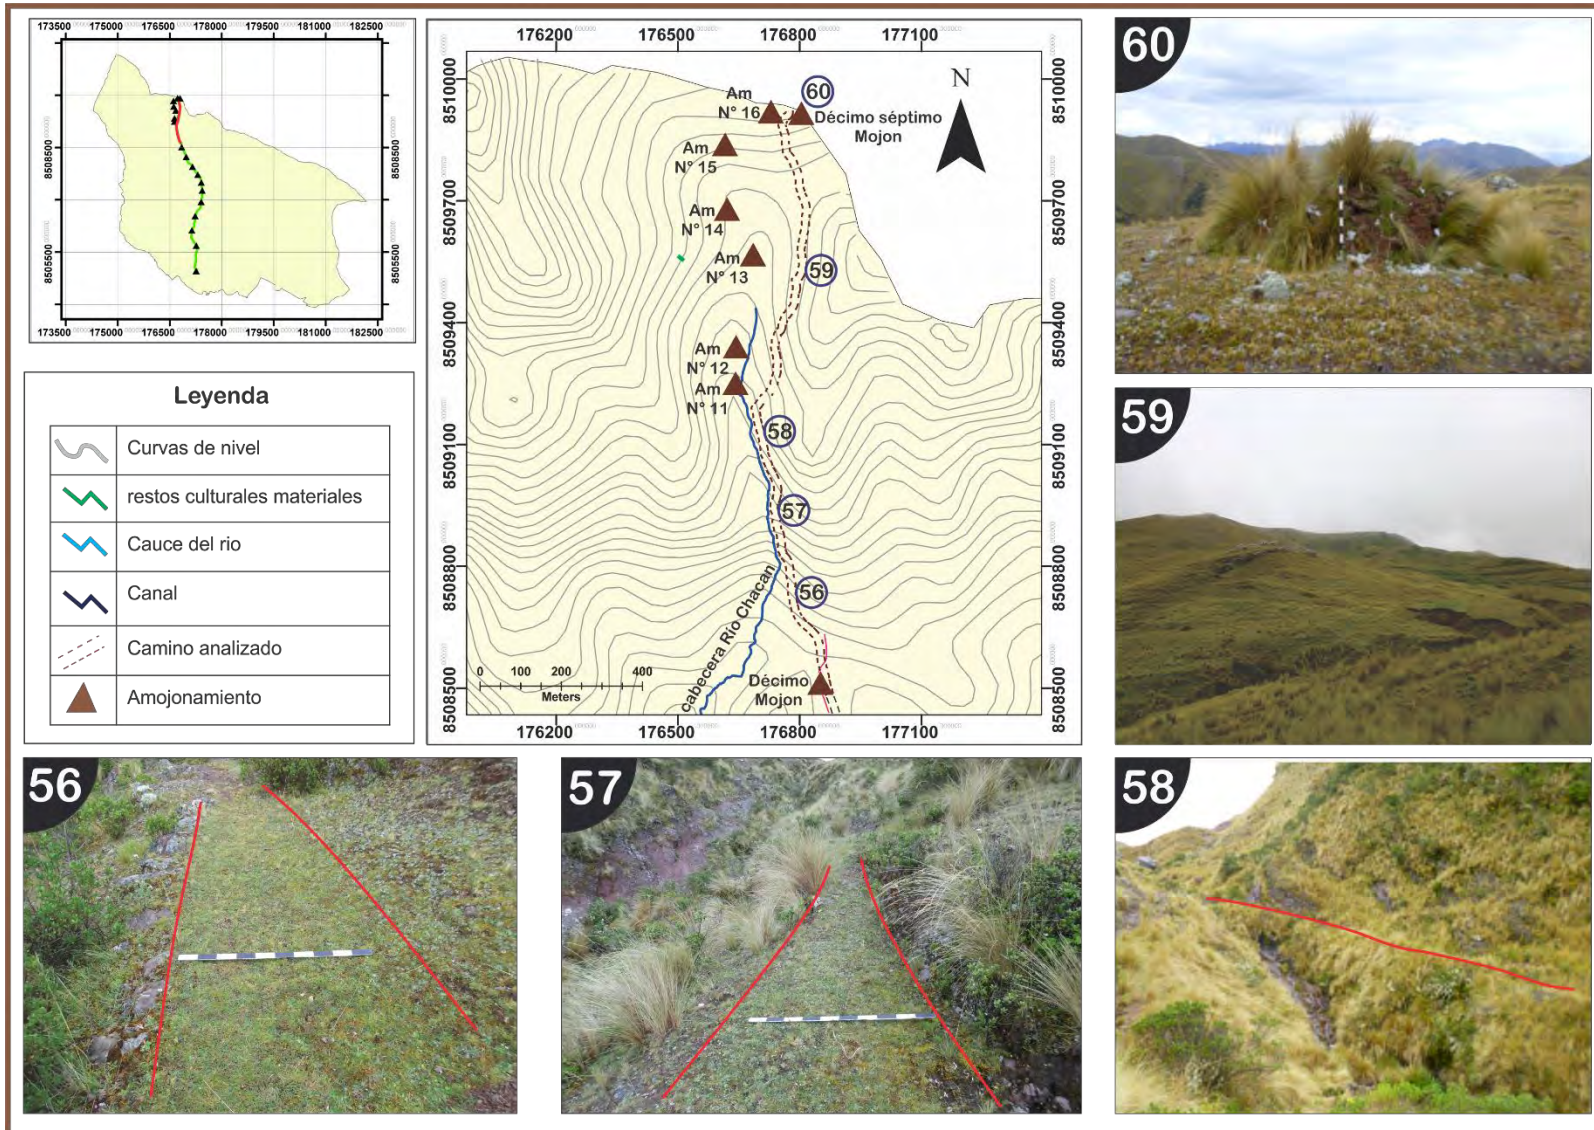 173500 175000 176500 178000 179500 181000 182500
8508500
8505500
8508500
8505500
173500 175000 176500 178000 179500 181000 182500
Leyenda
Curvas de nivel
restos culturales materiales
Cauce del rio
Canal
Camino analizado
Amojonamiento
176200 176500 176800 177100
8510000
8509700
8509400
8509100
8508800
8508500
N
Am
N° 16
60
Décimo séptimo
Mojon
Am
N° 15
Am
N° 14
Am
N° 13
59
Am
N° 12
Am
N° 11
58
57
56
cabecera Río Chacan
Décimo
Mojon
0 100 200 400
Meters
8510000
8509700
8509400
8509100
8508800
8508500
176200 176500 176800 177100
60
59
56
57
58